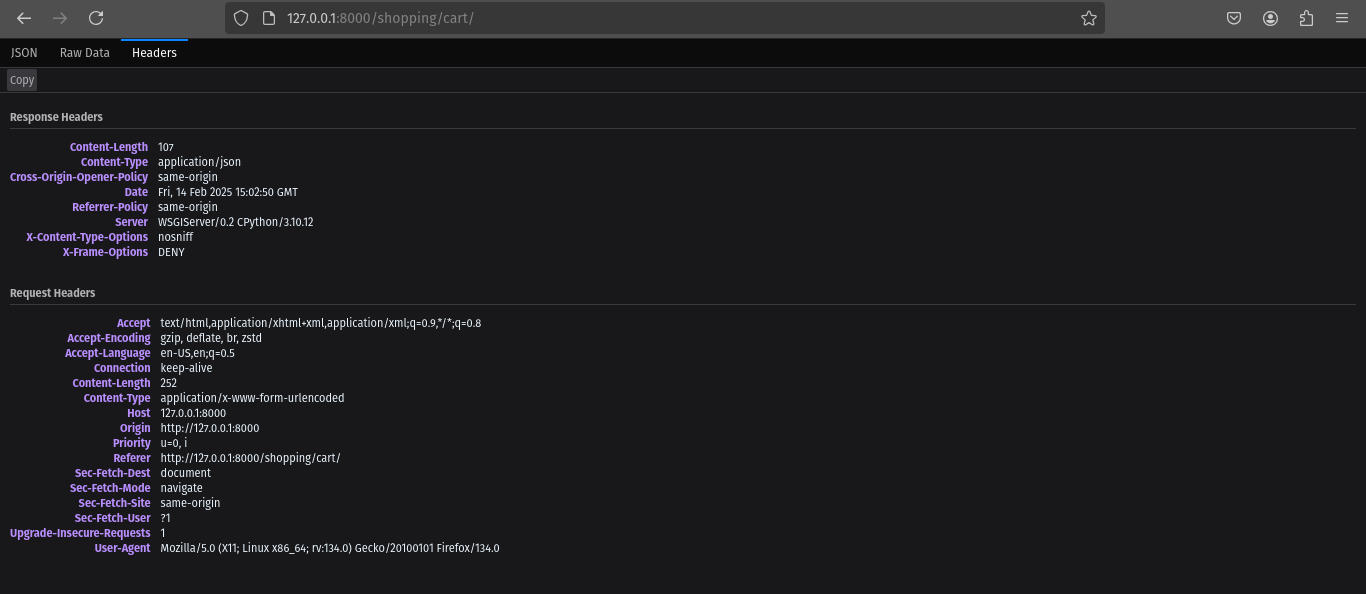 127.0.0.1:8000/shopping/cart/
JSON Raw Data Headers
Copy
Response Headers
Content-Length 107
Content-Type application/json
Cross-Origin-Opener-Policy same-origin
Date Fri, 14 Feb 2025 15:02:50 GMT
Referrer-Policy same-origin
Server WSGIServer/0.2 CPython/3.10.12
X-Content-Type-Options nosniff
X-Frame-Options DENY
Request Headers
Accept text/html,application/xhtml+xml,application/xml;q=0.9,*/*;q=0.8
Accept-Encoding gzip, deflate, br, zstd
Accept-Language en-US,en;q=0.5
Connection keep-alive
Content-Length 252
Content-Type application/x-www-form-urlencoded
Host 127.0.0.1:8000
Origin http://127.0.0.1:8000
Priority u=0, i
Referer http://127.0.0.1:8000/shopping/cart/
Sec-Fetch-Dest document
Sec-Fetch-Mode navigate
Sec-Fetch-Site same-origin
Sec-Fetch-User ?1
Upgrade-Insecure-Requests 1
User-Agent Mozilla/5.0 (X11; Linux x86_64; rv:134.0) Gecko/20100101 Firefox/134.0